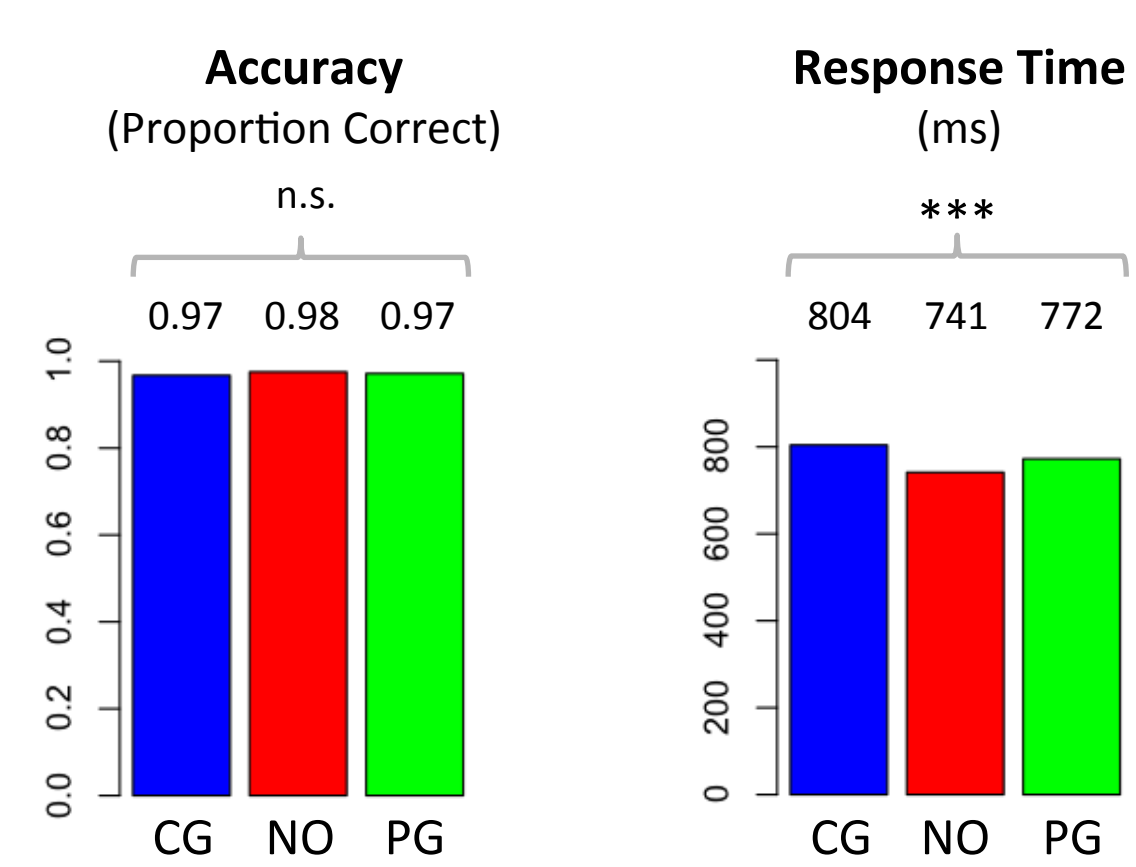 Accuracy
(Proportion Correct)
n.s.
0.97 0.98 0.97
1.0
0.8
0.6
0.4
0.2
0.0
CG NO PG
Response Time
(ms)
***
804 741 772
800
600
400
200
0
CG NO PG